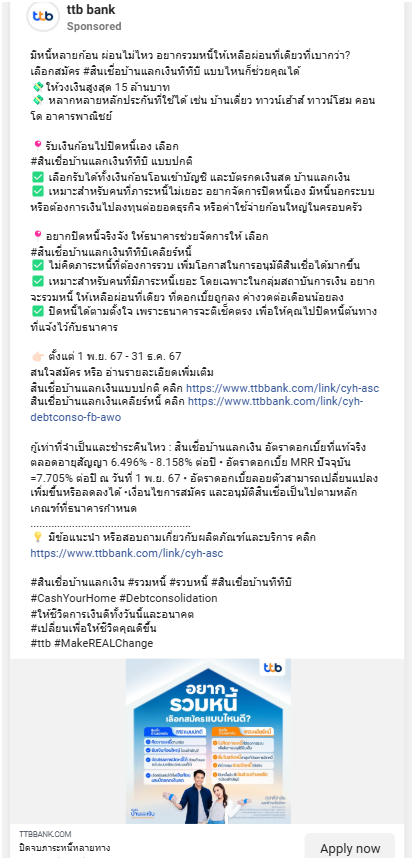 ttb bank
Sponsored
มีหนี้หลายก้อน ผ่อนไม่ไหว อยากรวมหนี้ให้เหลือผ่อนที่เดียวที่เบากว่า?
เลือกสมัคร #สินเชื่อบ้านแลกเงินทีทีบี แบบไหนก็ช่วยคุณได้
💸 ให้วงเงินสูงสุด 15 ล้านบาท
💸 หลากหลายหลักประกันที่ใช้ได้ เช่น บ้านเดี่ยว ทาวน์เฮ้าส์ ทาวน์โฮม คอน
โด อาคารพาณิชย์
📍 รับเงินก้อนไปปิดหนี้เอง เลือก
#สินเชื่อบ้านแลกเงินทีทีบี แบบปกติ
✅ เลือกรับได้ทั้งเงินก้อนโอนเข้าบัญชี และบัตรกดเงินสด บ้านแลกเงิน
✅ เหมาะสำหรับคนที่ภาระหนี้ไม่เยอะ อยากจัดการปิดหนี้เอง มีหนี้นอกระบบ
หรือต้องการเงินไปลงทุนต่อยอดธุรกิจ หรือค่าใช้จ่ายก้อนใหญ่ในครอบครัว
📍 อยากปิดหนี้จริงจัง ให้ธนาคารช่วยจัดการให้ เลือก
#สินเชื่อบ้านแลกเงินทีทีบีเคลียร์หนี้
✅ ไม่คิดภาระหนี้ที่ต้องการรวบ เพิ่มโอกาสในการอนุมัติสินเชื่อได้มากขึ้น
✅ เหมาะสำหรับคนที่มีภาระหนี้เยอะ โดยเฉพาะในกลุ่มสถาบันการเงิน อยาก
จะรวมหนี้ ให้เหลือผ่อนที่เดียว ที่ดอกเบี้ยถูกลง ค่างวดต่อเดือนน้อยลง
✅ ปิดหนี้ได้ตามตั้งใจ เพราะธนาคารจะตีเช็คตรง เพื่อให้คุณไปปิดหนี้ต้นทาง
ที่แจ้งไว้กับธนาคาร
👉🏻 ตั้งแต่ 1 พ.ย. 67 - 31 ธ.ค. 67
สนใจสมัคร หรือ อ่านรายละเอียดเพิ่มเติม
สินเชื่อบ้านแลกเงินแบบปกติ คลิก https://www.ttbbank.com/link/cyh-asc
สินเชื่อบ้านแลกเงินเคลียร์หนี้ คลิก https://www.ttbbank.com/link/cyh-
debtconso-fb-awo
กู้เท่าที่จำเป็นและชำระคืนไหว : สินเชื่อบ้านแลกเงิน อัตราดอกเบี้ยที่แท้จริง
ตลอดอายุสัญญา 6.496% - 8.158% ต่อปี • อัตราดอกเบี้ย MRR ปัจจุบัน
=7.705% ต่อปี ณ วันที่ 1 พ.ย. 67 • อัตราดอกเบี้ยลอยตัวสามารถเปลี่ยนแปลง
เพิ่มขึ้นหรือลดลงได้ •เงื่อนไขการสมัคร และอนุมัติสินเชื่อเป็นไปตามหลัก
เกณฑ์ที่ธนาคารกำหนด
......................................................
💡 มีข้อแนะนำ หรือสอบถามเกี่ยวกับผลิตภัณฑ์และบริการ คลิก
https://www.ttbbank.com/link/cyh-asc
#สินเชื่อบ้านแลกเงิน #รวมหนี้ #รวบหนี้ #สินเชื่อบ้านทีทีบี
#CashYourHome #Debtconsolidation
#ให้ชีวิตการเงินดีทั้งวันนี้และอนาคต
#เปลี่ยนเพื่อให้ชีวิตคุณดีขึ้น
#ttb #MakeREALChange
ttb
อยาก
รวมหนี้
เลือกสมัครแบบไหนดี?
TTBBANK.COM
ปิดจบภาระหนี้หลายทาง
Apply now